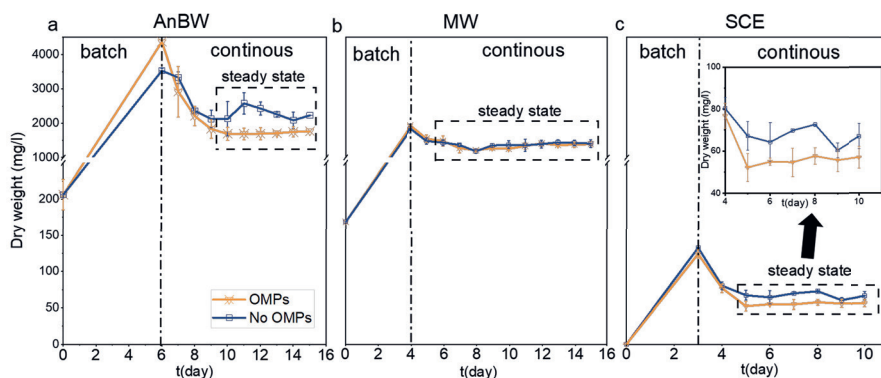 AnBW
MW
SCE
a
b
c
batch
continous
steady state
batch
continous
steady state
batch
continous
steady state
Dry weight (mg/l)
4000
3000
2000
1000
200
150
100
50
0
OMPs
No OMPs
0 2 4 6 8 10 12 14 16
t(day)
0 2 4 6 8 10 12 14 16
t(day)
0 2 4 6 8 10
t(day)
Dry weight (mg/l)
100
80
60
40
4 6 8 10
t(day)